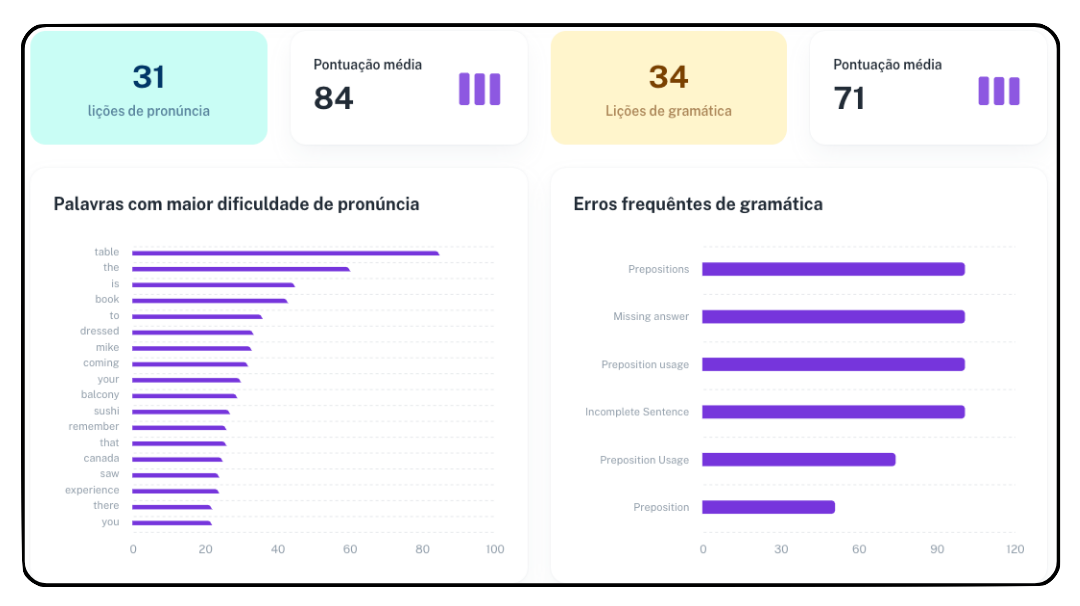 31
lições de pronúncia
Pontuação média
84
34
Lições de gramática
Pontuação média
71
Palavras com maior dificuldade de pronúncia
table
the
is
book
to
dressed
mike
coming
your
balcony
sushi
remember
that
canada
saw
experience
there
you
0 20 40 60 80 100
Erros frequêntes de gramática
Prepositions
Missing answer
Preposition usage
Incomplete Sentence
Preposition Usage
Preposition
0 30 60 90 120